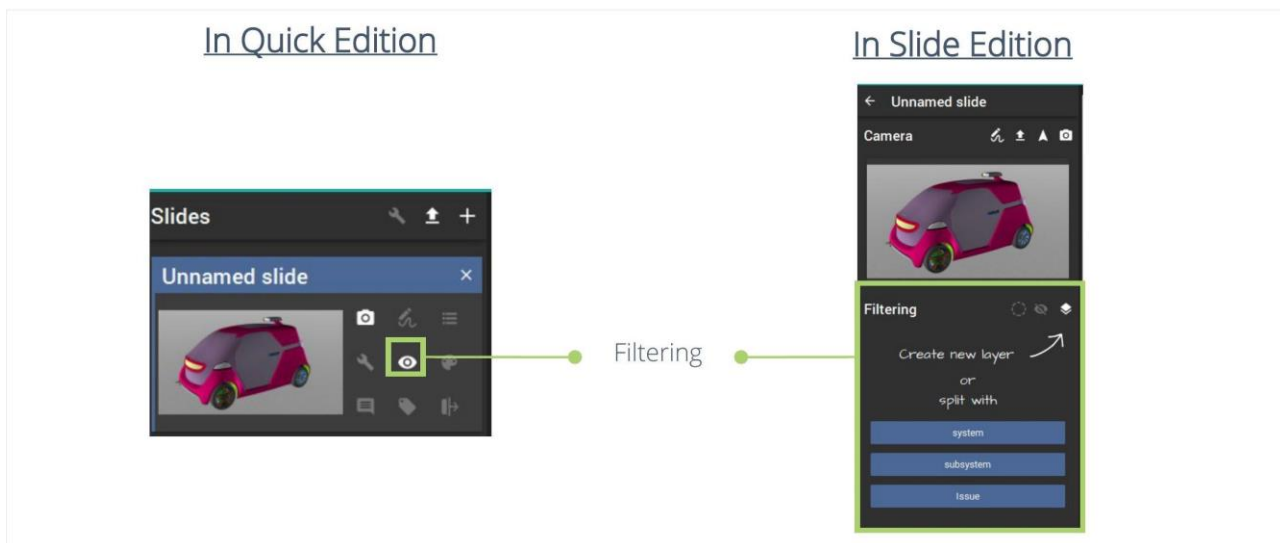 In Quick Edition
In Slide Edition
Slides
Unnamed slide
Filtering
Unnamed slide
Camera
Filtering
Create new layer
or
split with
system
subsystem
Issue